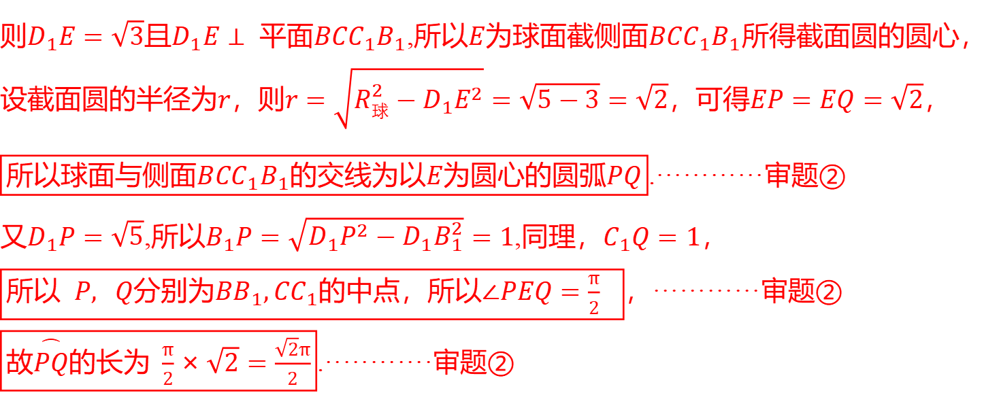 则$D_1E=\sqrt{3}$且$D_1E\perp$ 平面$BCC_1B_1$,所以$E$为球面截侧面$BCC_1B_1$所得截面圆的圆心，
设截面圆的半径为$r$，则$r=\sqrt{R_{球}^2-D_1E^2}=\sqrt{5-3}=\sqrt{2}$，可得$EP=EQ=\sqrt{2}$，
所以球面与侧面$BCC_1B_1$的交线为以$E$为圆心的圆弧$PQ$.…………审题②
又$D_1P=\sqrt{5}$,所以$B_1P=\sqrt{D_1P^2-D_1B_1^2}=1$,同理，$C_1Q=1$，
所以 $P$，$Q$分别为$BB_1,CC_1$的中点，所以$\angle PEQ=\frac{\pi}{2}$，…………审题②
故$\overset{\frown}{PQ}$的长为 $\frac{\pi}{2}\times\sqrt{2}=\frac{\sqrt{2}\pi}{2}$.…………审题②